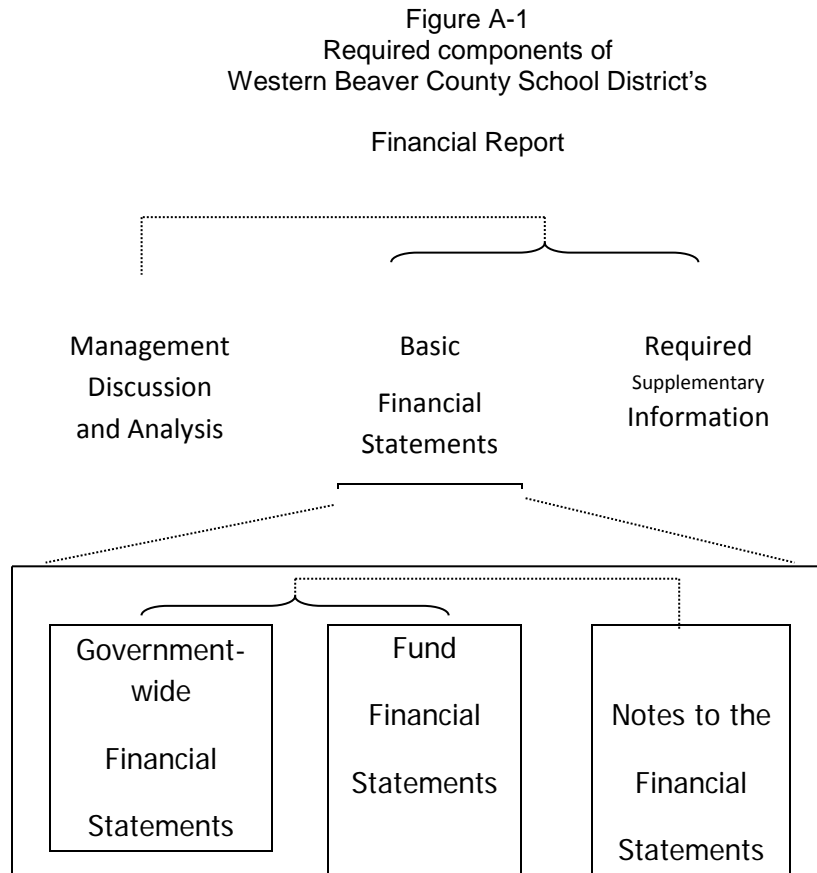 Figure A-1
Required components of
Western Beaver County School District's
Financial Report
Management
Discussion
and Analysis
Basic
Financial
Statements
Required
Supplementary
Information
Government-
wide
Financial
Statements
Fund
Financial
Statements
Notes to the
Financial
Statements